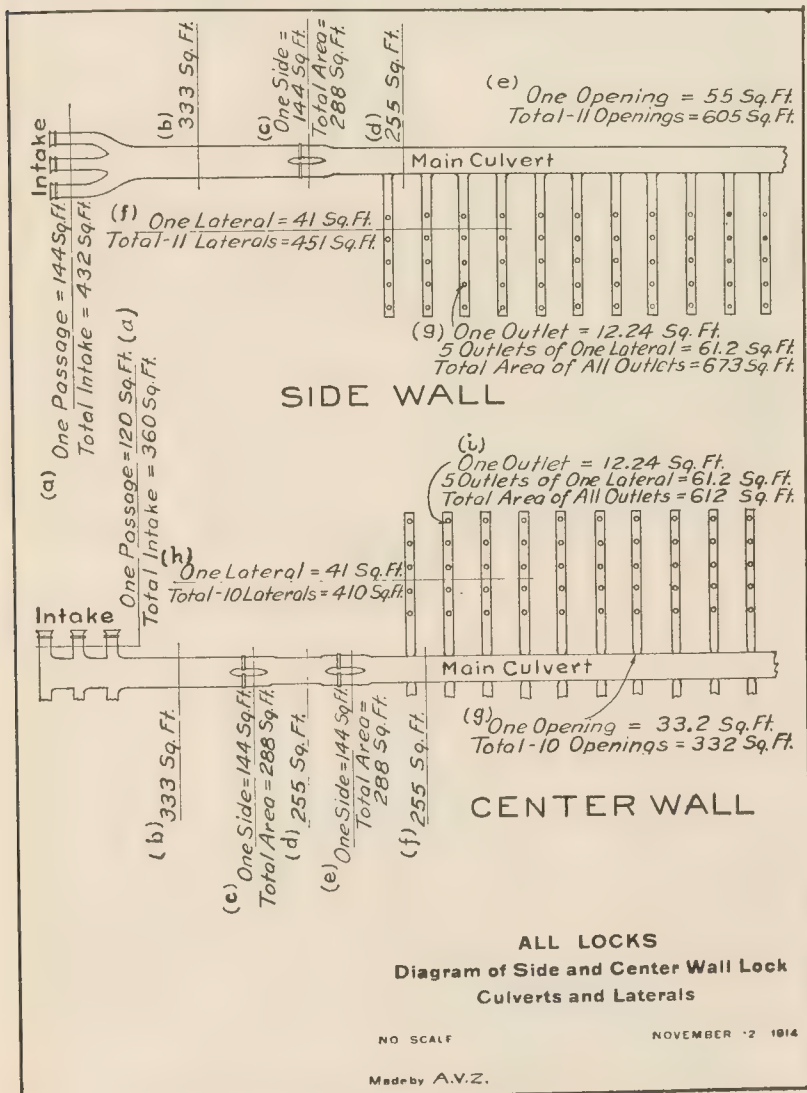 (b) 333 Sq. Ft.
(c) One Side =
144 Sq. Ft.
Total Area =
288 Sq. Ft.
(d) 255 Sq. Ft.
(e) One Opening = 55 Sq. Ft.
Total-11 Openings = 605 Sq. Ft.
Intake
Main Culvert
(f) One Lateral = 41 Sq. Ft.
Total-11 Laterals = 451 Sq. Ft.
(a) One Passage = 144 Sq. Ft.
Total Intake = 432 Sq. Ft.
(g) One Outlet = 12.24 Sq. Ft.
5 Outlets of One Lateral = 61.2 Sq. Ft.
Total Area of All Outlets = 673 Sq. Ft.
SIDE WALL
One Passage = 120 Sq. Ft. (a)
Total Intake = 360 Sq. Ft.
(i)
One Outlet = 12.24 Sq. Ft.
5 Outlets of One Lateral = 61.2 Sq. Ft.
Total Area of All Outlets = 612 Sq. Ft.
(h)
One Lateral = 41 Sq. Ft.
Total-10 Laterals = 410 Sq. Ft.
Intake
Main Culvert
(g) One Opening = 33.2 Sq. Ft.
Total-10 Openings = 332 Sq. Ft.
(b) 333 Sq. Ft.
(c) One Side = 144 Sq. Ft.
Total Area = 288 Sq. Ft.
(d) 255 Sq. Ft.
(e) One Side = 144 Sq. Ft.
Total Area =
288 Sq. Ft.
(f) 255 Sq. Ft.
CENTER WALL
ALL LOCKS
Diagram of Side and Center Wall Lock
Culverts and Laterals
NO SCALE
NOVEMBER 2 1914
Made by A.V.Z.